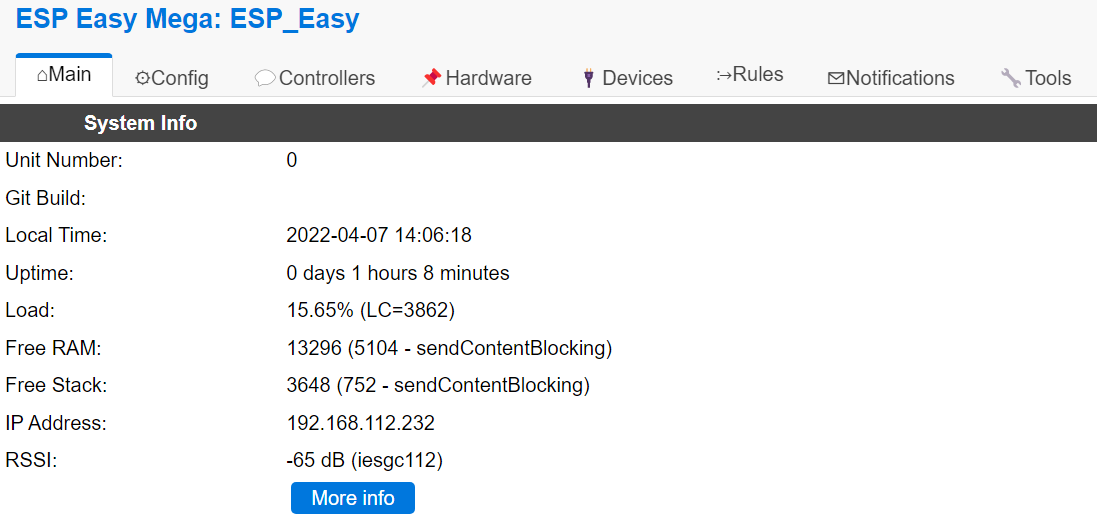 ESP Easy Mega: ESP_Easy
⌂Main ⚙Config 💬Controllers 📌Hardware 🔌Devices :→Rules ✉Notifications 🔧Tools
System Info
Unit Number: 0
Git Build:
Local Time: 2022-04-07 14:06:18
Uptime: 0 days 1 hours 8 minutes
Load: 15.65% (LC=3862)
Free RAM: 13296 (5104 - sendContentBlocking)
Free Stack: 3648 (752 - sendContentBlocking)
IP Address: 192.168.112.232
RSSI: -65 dB (iesgc112)
More info